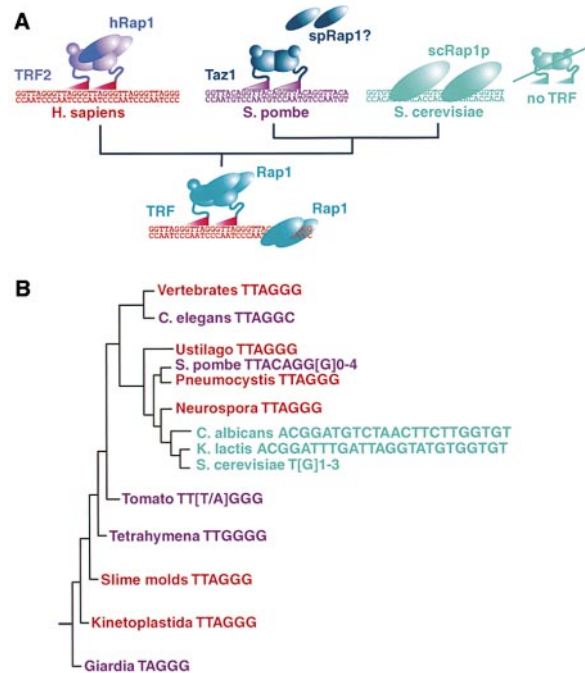 A
hRap1
TRF2
GGTTAGGGTTAGGGTTAGGGTTAGGGTTAGGG
CCAATCCCAATCCCAATCCCAATCCCAATCCC
H. sapiens
spRap1?
Taz1
S. pombe
scRap1p
S. cerevisiae
no TRF
Rap1
TRF
Rap1
B
Vertebrates TTAGGG
C. elegans TTAGGC
Ustilago TTAGGG
S. pombe TTACAGG[G]0-4
Pneumocystis TTAGGG
Neurospora TTAGGG
C. albicans ACGGATGTCTAACTTCTTGGTGT
K. lactis ACGGATTTGATTAGGTATGTGGTGT
S. cerevisiae T[G]1-3
Tomato TT[T/A]GGG
Tetrahymena TTGGGG
Slime molds TTAGGG
Kinetoplastida TTAGGG
Giardia TAGGG